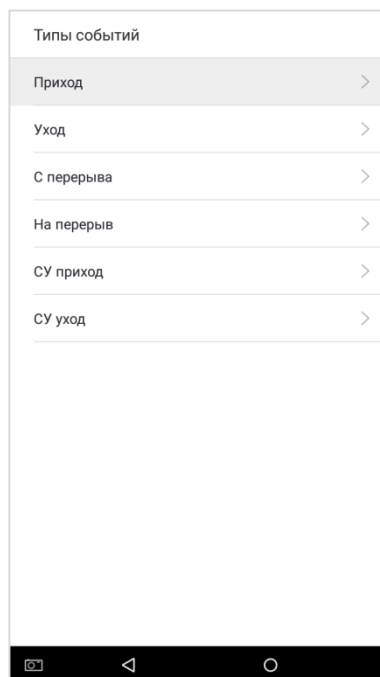 Типы событий
Приход
Уход
С перерыва
На перерыв
СУ приход
СУ уход